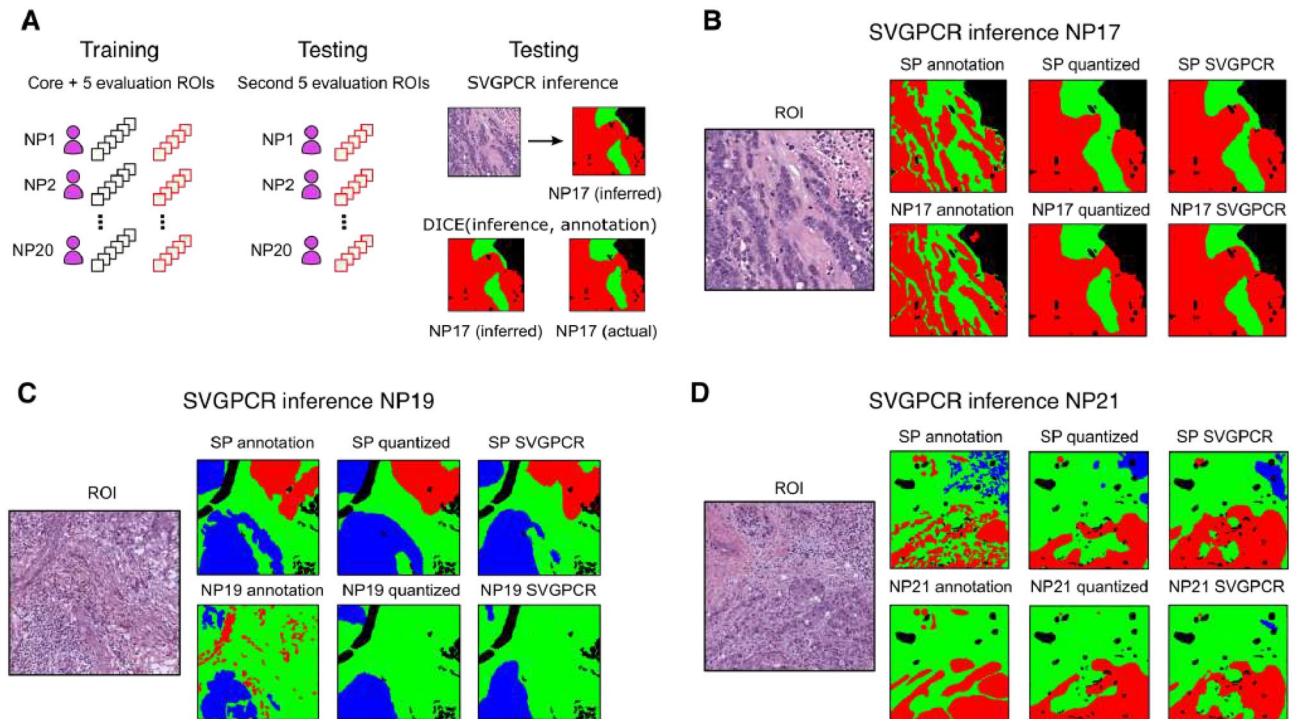 A
Training
Testing
Testing
Core + 5 evaluation ROIs
Second 5 evaluation ROIs
SVGPCR inference
NP1
NP2
NP20
NP1
NP2
NP20
NP17 (inferred)
DICE(inference, annotation)
NP17 (inferred)
NP17 (actual)
B
SVGPCR inference NP17
ROI
SP annotation
SP quantized
SP SVGPCR
NP17 annotation
NP17 quantized
NP17 SVGPCR
C
SVGPCR inference NP19
ROI
SP annotation
SP quantized
SP SVGPCR
NP19 annotation
NP19 quantized
NP19 SVGPCR
D
SVGPCR inference NP21
ROI
SP annotation
SP quantized
SP SVGPCR
NP21 annotation
NP21 quantized
NP21 SVGPCR